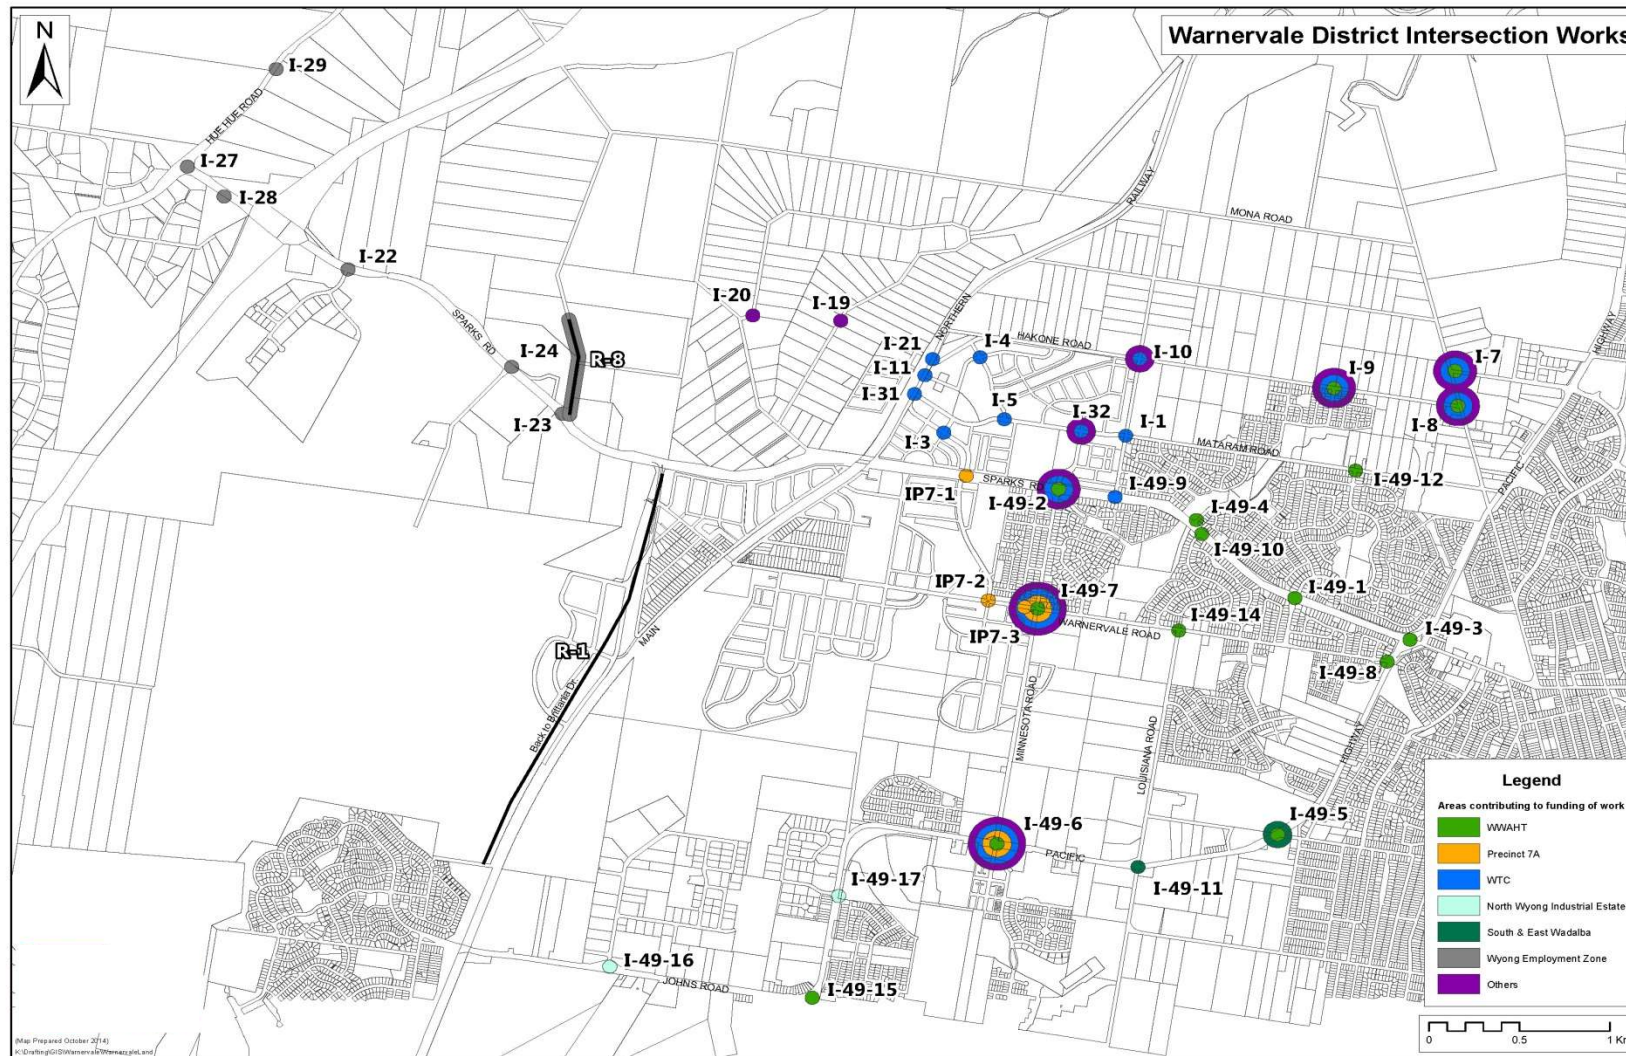 Warnervale District Intersection Works
N
I-29
HUE HUE ROAD
I-27
I-28
I-22
SPARKS RD
I-24
R-8
I-23
I-20
I-19
MONA ROAD
RAILWAY
NORTHERN
HAKONE ROAD
I-21
I-4
I-11
I-31
I-10
I-9
I-7
I-8
HIGHWAY
I-5
I-32
I-1
I-3
MATARAM ROAD
PACIFIC
IP7-1
SPARKS RD
I-49-2
I-49-9
I-49-12
I-49-4
I-49-10
IP7-2
I-49-7
I-49-1
IP7-3
WARNERVALE ROAD
I-49-14
I-49-3
I-49-8
R-1
MAIN
Back to Brittania Dr.
MINNESOTA ROAD
LOUISIANA ROAD
HIGHWAY
I-49-6
PACIFIC
I-49-5
I-49-11
I-49-17
I-49-16
JOHNS ROAD
I-49-15
Legend
Areas contributing to funding of work
WWAHT
Precinct 7A
WTC
North Wyong Industrial Estate
South & East Wadalba
Wyong Employment Zone
Others
0 0.5 1 Km
(Map Prepared October 2014)